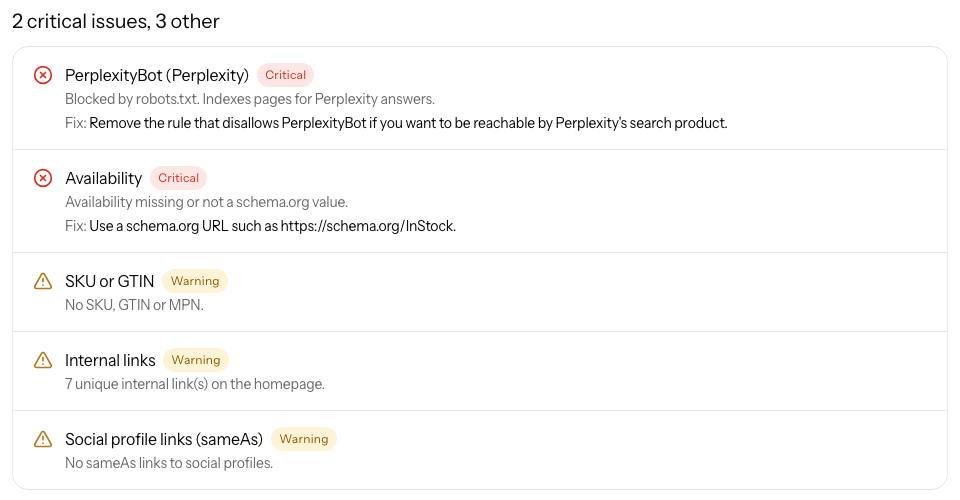 2 critical issues, 3 other
PerplexityBot (Perplexity) Critical
Blocked by robots.txt. Indexes pages for Perplexity answers.
Fix: Remove the rule that disallows PerplexityBot if you want to be reachable by Perplexity's search product.
Availability Critical
Availability missing or not a schema.org value.
Fix: Use a schema.org URL such as https://schema.org/InStock.
SKU or GTIN Warning
No SKU, GTIN or MPN.
Internal links Warning
7 unique internal link(s) on the homepage.
Social profile links (sameAs) Warning
No sameAs links to social profiles.